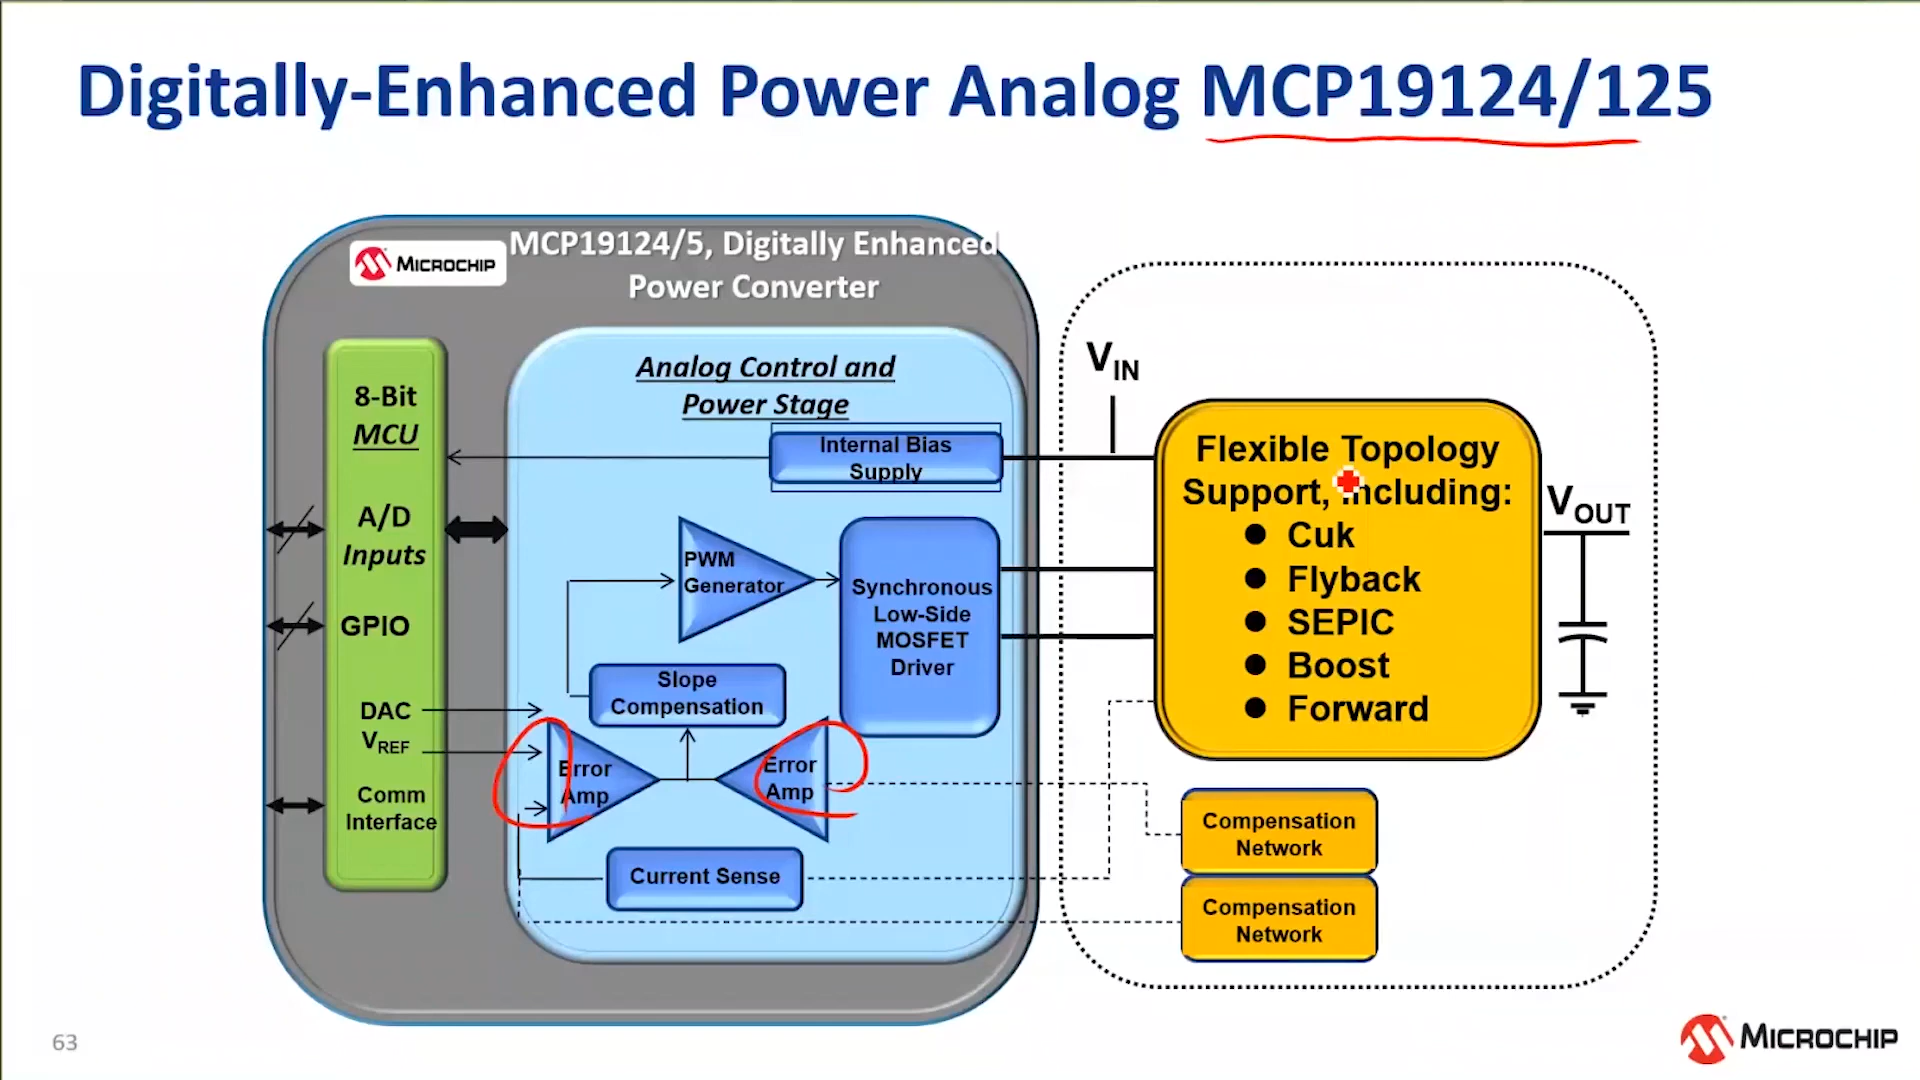 Digitally-Enhanced Power Analog MCP19124/125
MICROCHIP
MCP19124/5, Digitally Enhanced
Power Converter
8-Bit
MCU
A/D
Inputs
GPIO
DAC
VREF
Comm
Interface
Analog Control and
Power Stage
Internal Bias
Supply
PWM
Generator
Synchronous
Low-Side
MOSFET
Driver
Slope
Compensation
Error
Amp
Error
Amp
Current Sense
VIN
Flexible Topology
Support, including:
● Cuk
● Flyback
● SEPIC
● Boost
● Forward
VOUT
Compensation
Network
Compensation
Network
63
MICROCHIP